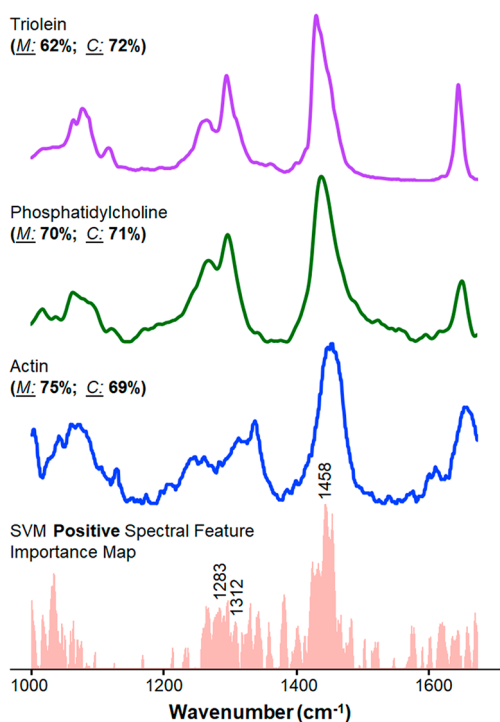 Triolein
(M: 62%; C: 72%)
Phosphatidylcholine
(M: 70%; C: 71%)
Actin
(M: 75%; C: 69%)
1458
SVM Positive Spectral Feature
Importance Map
1283
1312
1000 1200 1400 1600
Wavenumber (cm-1)